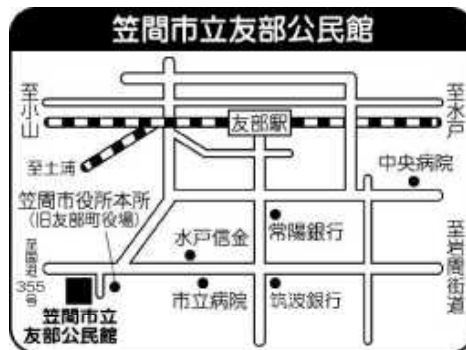 笠間市立友部公民館
至小山
友部駅
至水戸
至土浦
中央病院
笠間市役所本所
(旧友部町役場)
水戸信金
常陽銀行
至岩間街道
至国道
355
号
市立病院
筑波銀行
笠間市立
友部公民館